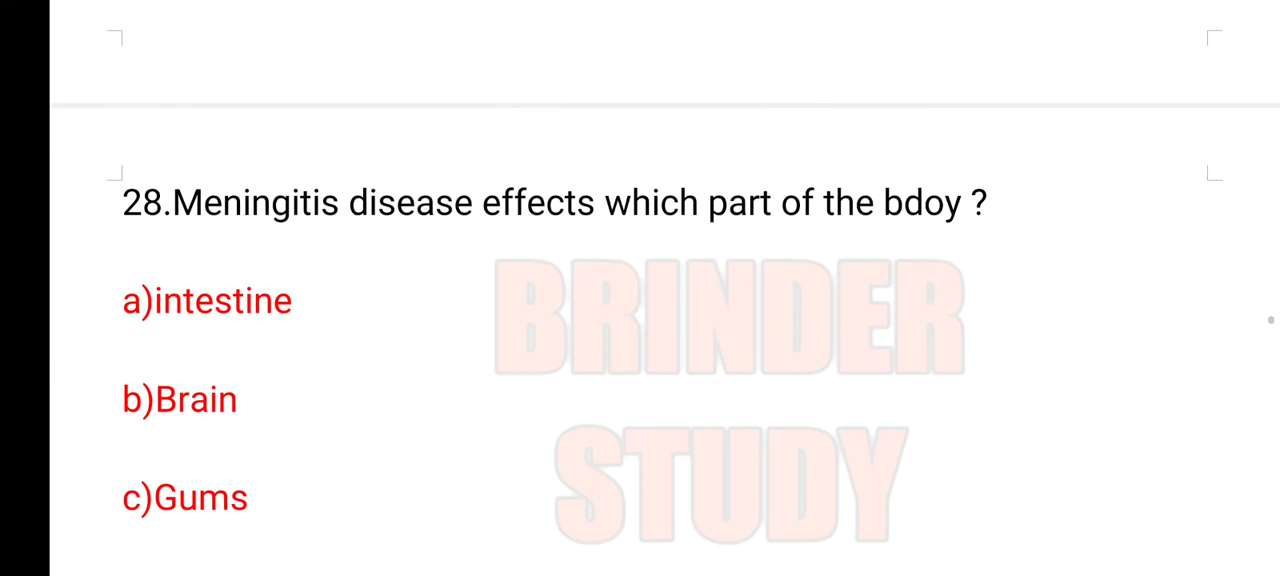 28.Meningitis disease effects which part of the bdoy ?
a)intestine
BRINDER
b)Brain
STUDY
c)Gums